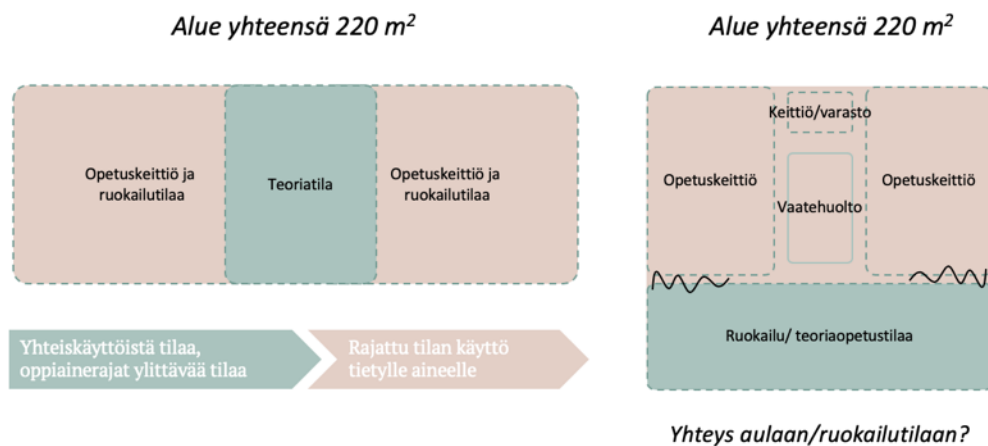 Alue yhteensä 220 m²
Opetuskeittiö ja
ruokailutilaa
Teoriatila
Opetuskeittiö ja
ruokailutilaa
Yhteiskäyttöistä tilaa,
oppiainerajat ylittävää tilaa
Rajattu tilan käyttö
tietylle aineelle
Alue yhteensä 220 m²
Keittiö/varasto
Opetuskeittiö
Vaatehuolto
Opetuskeittiö
Ruokailu/ teoriaopetustilaa
Yhteys aulaan/ruokailutilaan?